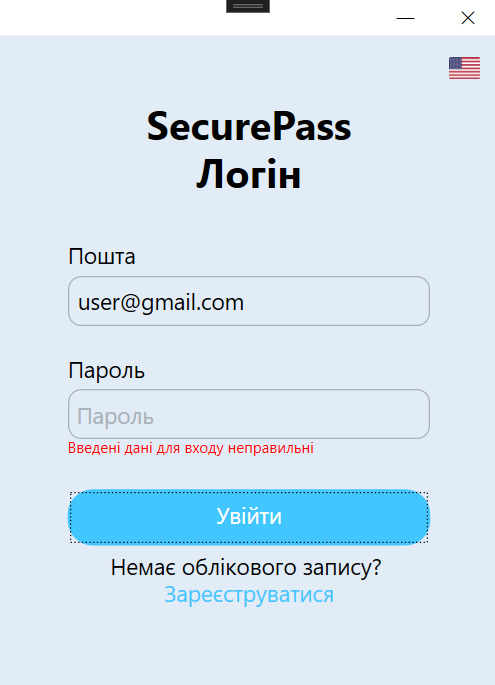 SecurePass
Логін
Пошта
user@gmail.com
Пароль
Пароль
Введені дані для входу неправильні
Увійти
Немає облікового запису?
Зареєструватися